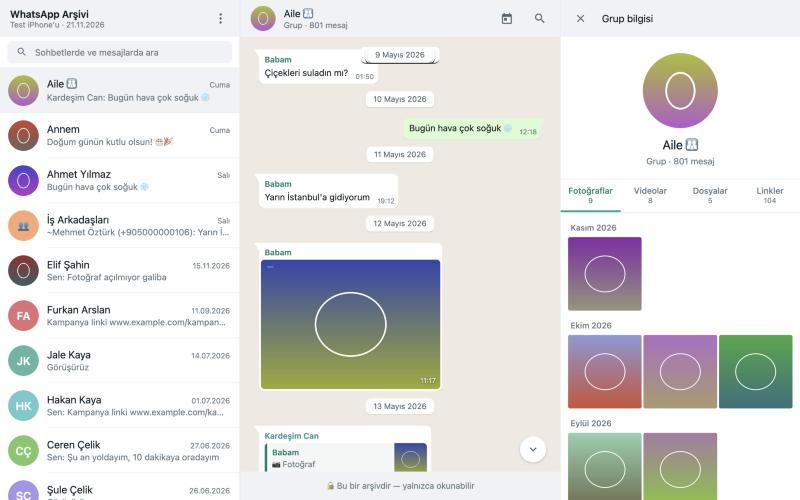 WhatsApp Arşivi
Test iPhone'u · 21.11.2026
Sohbetlerde ve mesajlarda ara
Aile
Cuma
Kardeşim Can: Bugün hava çok soğuk
Annem
Cuma
Doğum günün kutlu olsun!
Ahmet Yılmaz
Salı
Bugün hava çok soğuk
İş Arkadaşları
Salı
~Mehmet Öztürk (+905000000106): Yarın İ...
Elif Şahin
15.11.2026
Sen: Fotoğraf açılmıyor galiba
FA
Furkan Arslan
11.09.2026
Kampanya linki www.example.com/kampan...
JK
Jale Kaya
14.07.2026
Görüşürüz
HK
Hakan Kaya
01.07.2026
Sen: Kampanya linki www.example.com/ka...
CÇ
Ceren Çelik
27.06.2026
Sen: Şu an yoldayım, 10 dakikaya oradayım
ŞÇ
Şule Çelik
26.06.2026
Aile
Grup · 801 mesaj
9 Mayıs 2026
Babam
Çiçekleri suladın mı?
01:50
10 Mayıs 2026
Bugün hava çok soğuk
12:18
11 Mayıs 2026
Babam
Yarın İstanbul'a gidiyorum
19:12
12 Mayıs 2026
Babam
11:17
13 Mayıs 2026
Kardeşim Can
Babam
Fotoğraf
Bu bir arşivdir — yalnızca okunabilir
Grup bilgisi
Aile
Grup · 801 mesaj
Fotoğraflar
9
Videolar
8
Dosyalar
5
Linkler
104
Kasım 2026
Ekim 2026
Eylül 2026